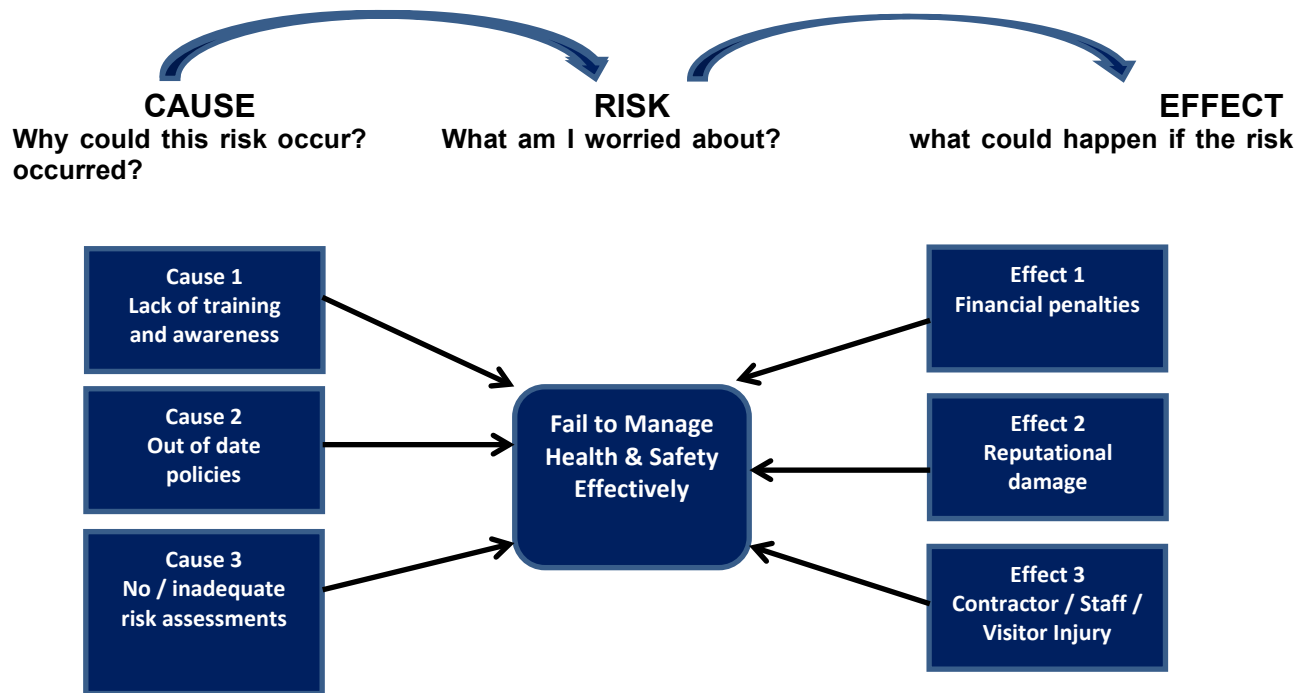 CAUSE RISK EFFECT
Why could this risk occur? What am I worried about? what could happen if the risk
occurred?
Cause 1
Lack of training
and awareness
Cause 2
Out of date
policies
Cause 3
No / inadequate
risk assessments
Fail to Manage
Health & Safety
Effectively
Effect 1
Financial penalties
Effect 2
Reputational
damage
Effect 3
Contractor / Staff /
Visitor Injury